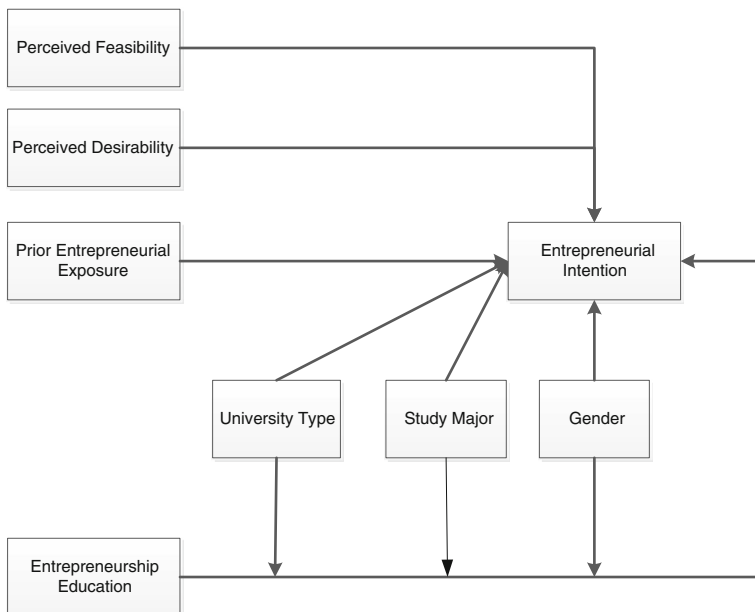 Perceived Feasibility
Perceived Desirability
Prior Entrepreneurial
Exposure
Entrepreneurial
Intention
University Type
Study Major
Gender
Entrepreneurship
Education